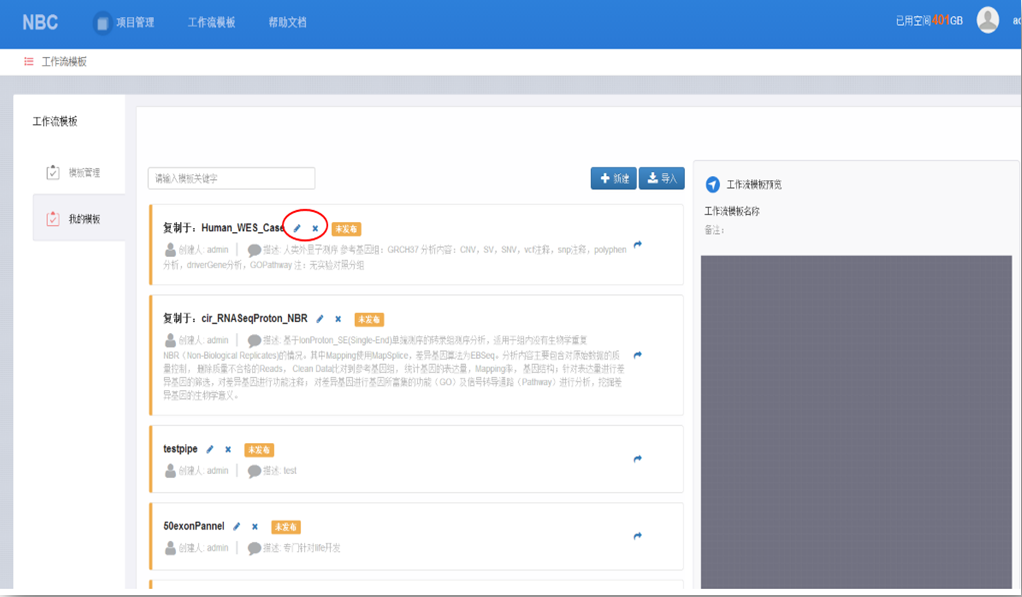 NBC
项目管理
工作流模板
帮助文档
已用空间401GB
工作流模板
工作流模板
模板管理
我的模板
请输入模板关键字
新建
导入
复制于：Human_WES_Case
未发布
创建人: admin
描述: 人类外显子测序 参考基因组：GRCH37 分析内容：CNV，SV，SNV，vcf注释，snp注释，polyphen
分析，driverGene分析，GOPathway 注：无实验对照分组
复制于：cir_RNASeqProton_NBR
未发布
创建人: admin
描述: 基于IonProton_SE(Single-End)单端测序的转录组测序分析，适用于组内没有生物学重复
NBR（Non-Biological Replicates)的情况。其中Mapping使用MapSplice，差异基因算法为EBSeq。分析内容主要包含对原始数据的质
量控制， 删除质量不合格的Reads， Clean Data比对到参考基因组， 统计基因的表达量，Mapping率， 基因结构；针对表达量进行差
异基因的筛选，对差异基因进行功能注释； 对差异基因进行基因所富集的功能（GO）及信号转导通路（Pathway）进行分析，挖掘差
异基因的生物学意义。
testpipe
未发布
创建人: admin
描述: test
50exonPannel
未发布
创建人: admin
描述: 专门针对life开发
工作流模板预览
工作流模板名称
备注：